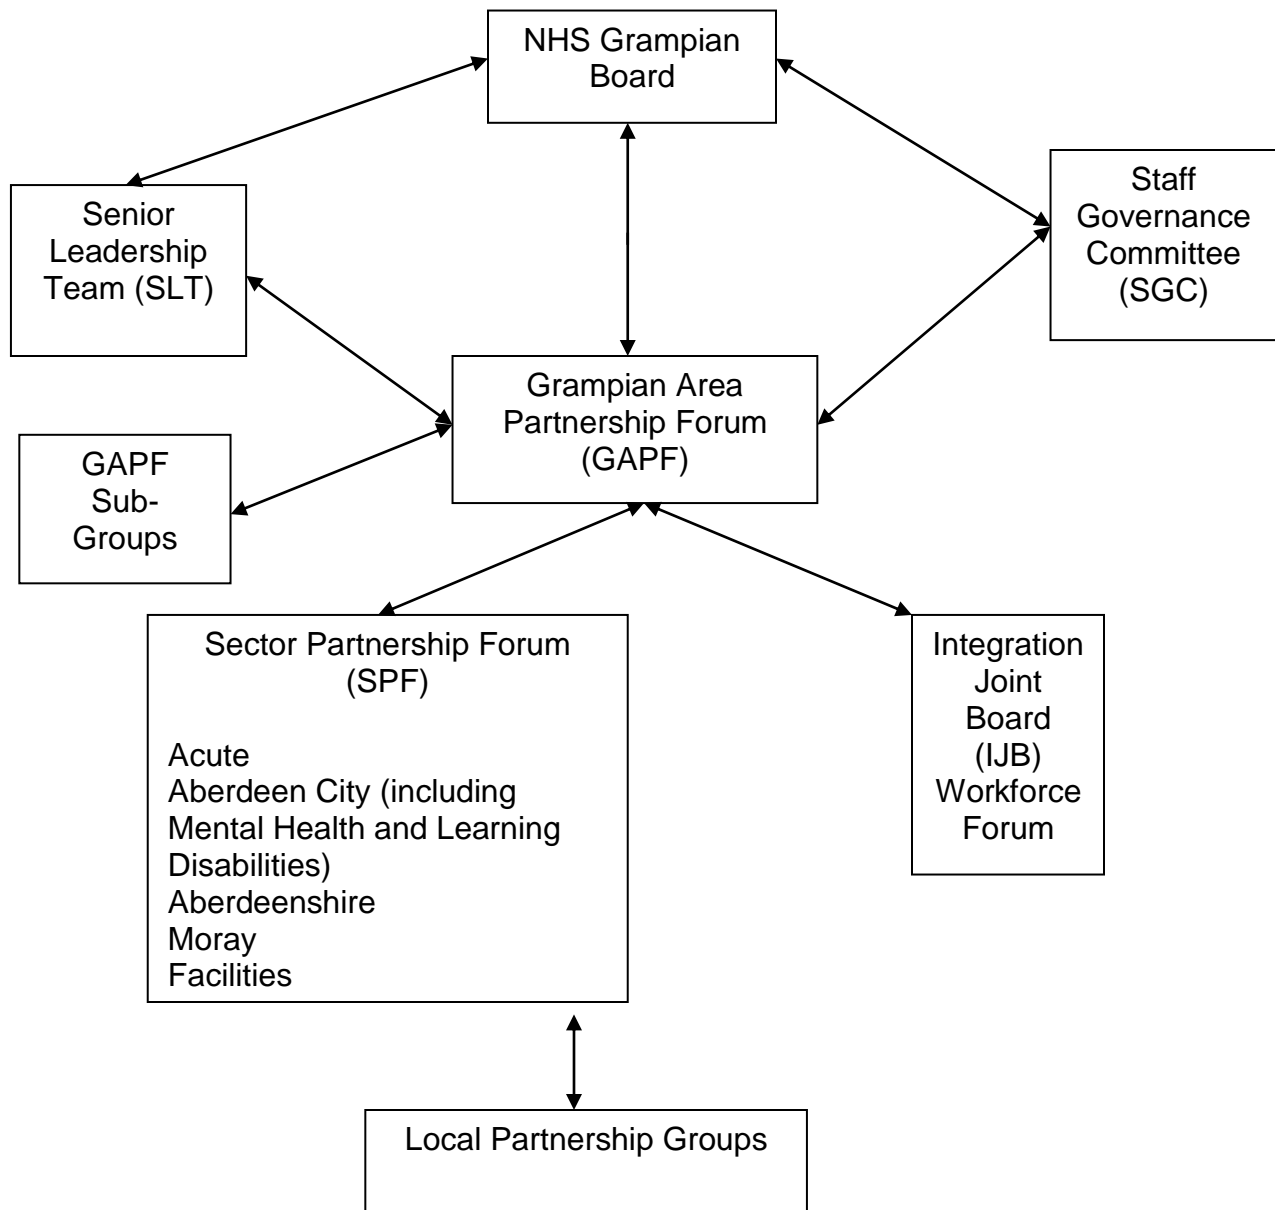 NHS Grampian
Board
Staff
Governance
Committee
(SGC)
Senior
Leadership
Team (SLT)
Grampian Area
Partnership Forum
(GAPF)
GAPF
Sub-
Groups
Sector Partnership Forum
(SPF)
Acute
Aberdeen City (including
Mental Health and Learning
Disabilities)
Aberdeenshire
Moray
Facilities
Integration
Joint
Board
(IJB)
Workforce
Forum
Local Partnership Groups